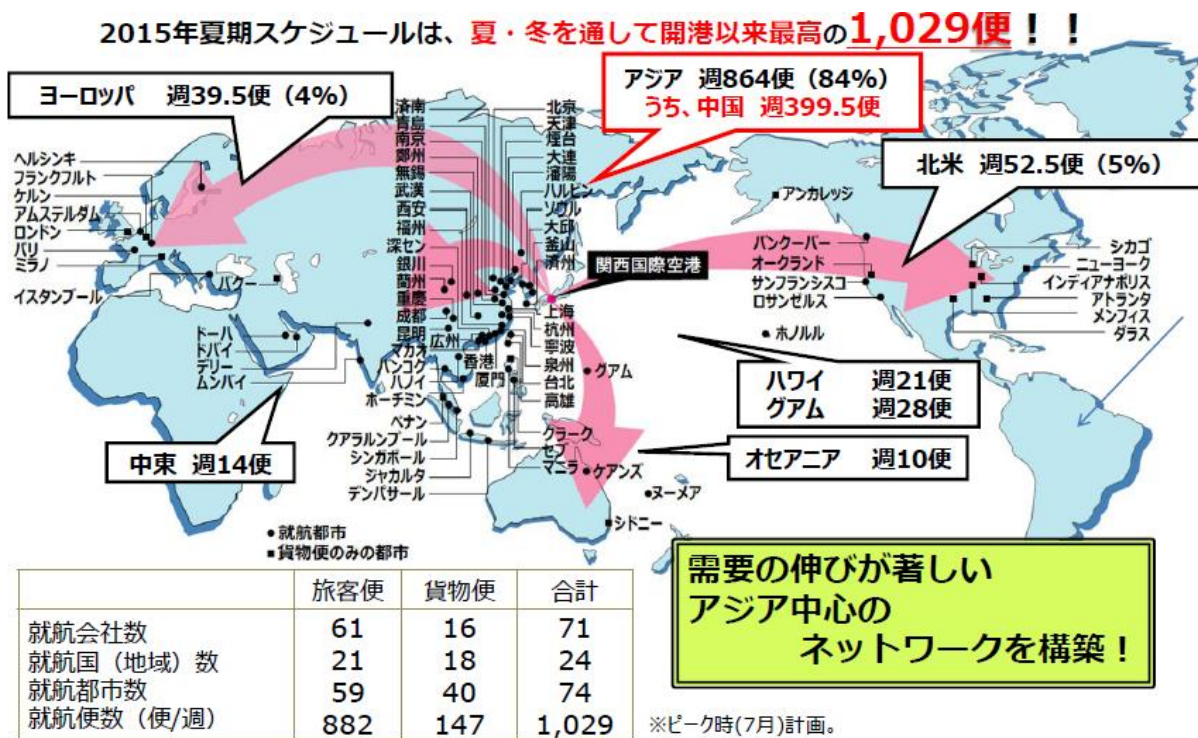 2015年夏期スケジュールは、夏・冬を通して開港以来最高の1,029便！！
ヨーロッパ 週39.5便（4%）
アジア 週864便（84%）
うち、中国 週399.5便
北米 週52.5便（5%）
ヘルシンキ
フランクフルト
ケルン
アムステルダム
ロンドン
パリ
ミラノ
イスタンブール
バクー
ドーハ
ドバイ
デリー
ムンバイ
済南
青島
南京
鄭州
無錫
武漢
西安
福州
深セン
銀川
蘭州
重慶
成都
昆明
広州
マカオ
香港
バンコク
ハノイ
厦門
ホーチミン
ペナン
クアラルンプール
シンガポール
ジャカルタ
デンパサール
北京
天津
煙台
大連
瀋陽
ハルビン
ソウル
大邱
釜山
済州
関西国際空港
上海
杭州
寧波
泉州
台北
高雄
クラーク
セブ
マニラ
グアム
ケアンズ
ヌーメア
シドニー
アンカレッジ
バンクーバー
オークランド
サンフランシスコ
ロサンゼルス
ホノルル
シカゴ
ニューヨーク
インディアナポリス
アトランタ
メンフィス
ダラス
ハワイ 週21便
グアム 週28便
オセアニア 週10便
中東 週14便
●就航都市
■貨物便のみの都市
需要の伸びが著しい
アジア中心の
ネットワークを構築！
旅客便 貨物便 合計
就航会社数 61 16 71
就航国（地域）数 21 18 24
就航都市数 59 40 74
就航便数（便/週） 882 147 1,029
※ピーク時(7月)計画。